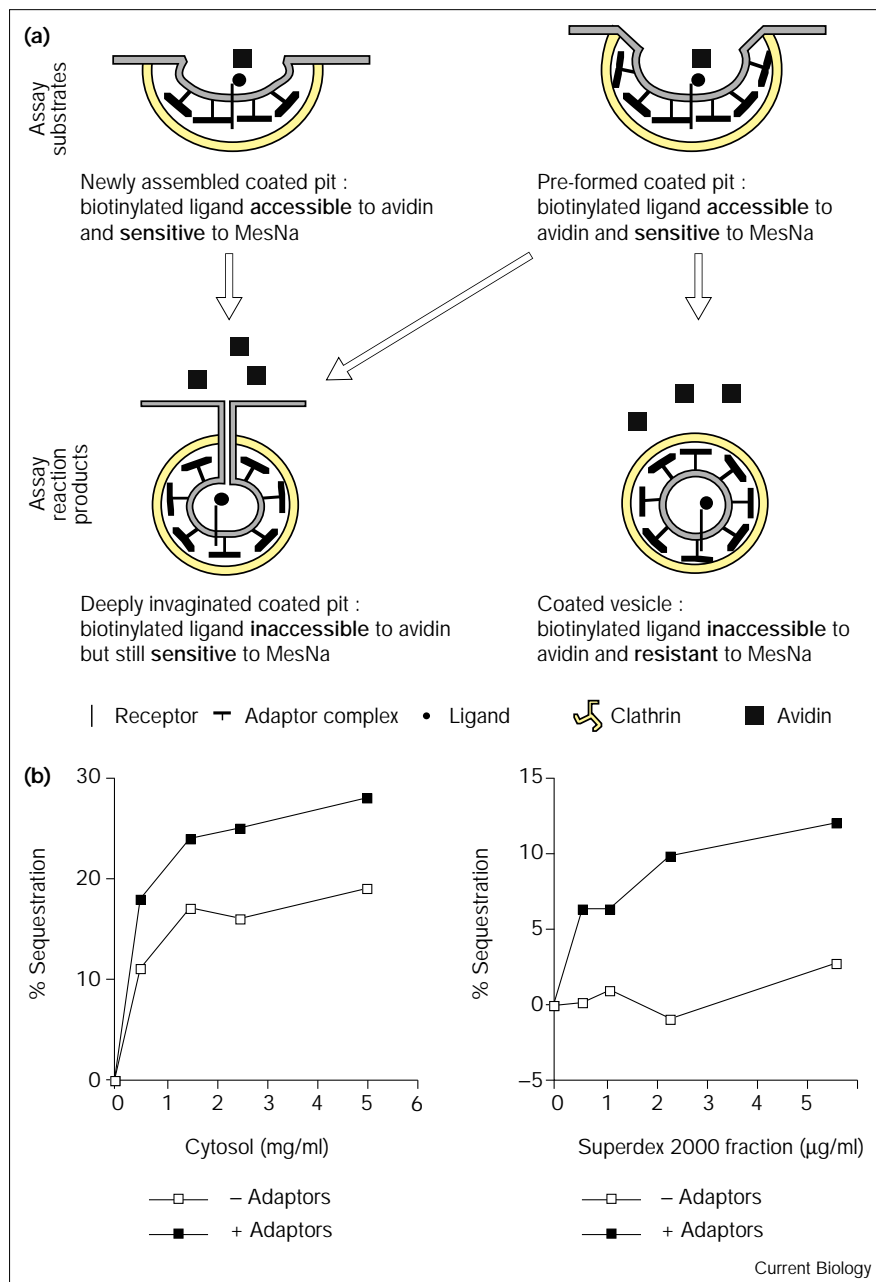 (a)
Assay
substrates
Newly assembled coated pit :
biotinylated ligand accessible to avidin
and sensitive to MesNa
Pre-formed coated pit :
biotinylated ligand accessible to
avidin and sensitive to MesNa
Assay
reaction
products
Deeply invaginated coated pit :
biotinylated ligand inaccessible to avidin
but still sensitive to MesNa
Coated vesicle :
biotinylated ligand inaccessible to
avidin and resistant to MesNa
Receptor
Adaptor complex
Ligand
Clathrin
Avidin
(b)
% Sequestration
30
20
10
0
0 1 2 3 4 5 6
Cytosol (mg/ml)
– Adaptors
+ Adaptors
% Sequestration
15
10
5
0
–5
0 1 2 3 4 5
Superdex 2000 fraction (μg/ml)
– Adaptors
+ Adaptors
Current Biology